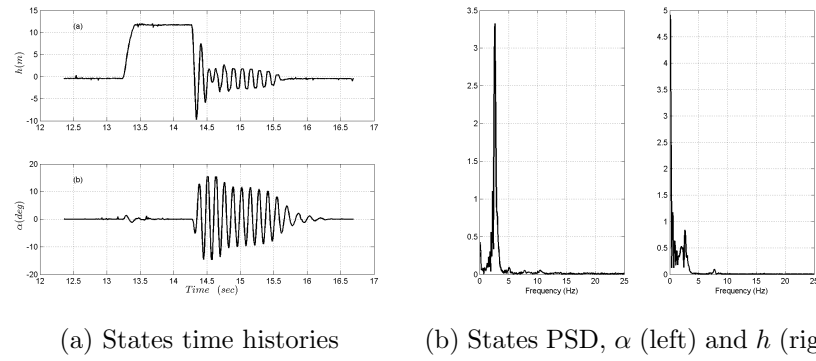 15
10
5
0
-5
-10
h(m)
(a)
12 12.5 13 13.5 14 14.5 15 15.5 16 16.5 17
20
10
0
-10
-20
α(deg)
(b)
12 12.5 13 13.5 14 14.5 15 15.5 16 16.5 17
Time (sec)
3.5
3
2.5
2
1.5
1
0.5
0
0 5 10 15 20 25
Frequency (Hz)
5
4.5
4
3.5
3
2.5
2
1.5
1
0.5
0
0 5 10 15 20 25
Frequency (Hz)
(a) States time histories
(b) States PSD, α (left) and h (rig